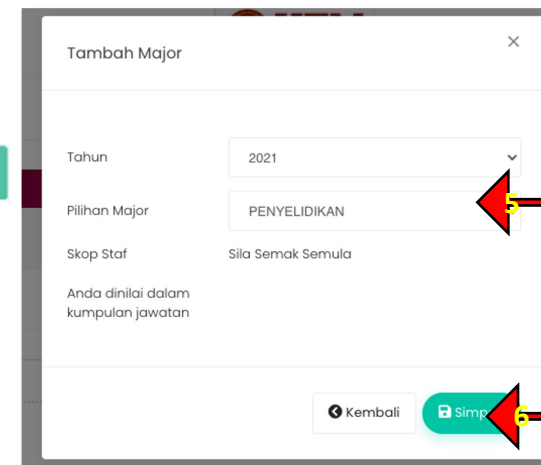 Tambah Major
×
Tahun
2021
Pilihan Major
PENYELIDIKAN
5
Skop Staf
Sila Semak Semula
Anda dinilai dalam
kumpulan jawatan
Kembali
Simp
6